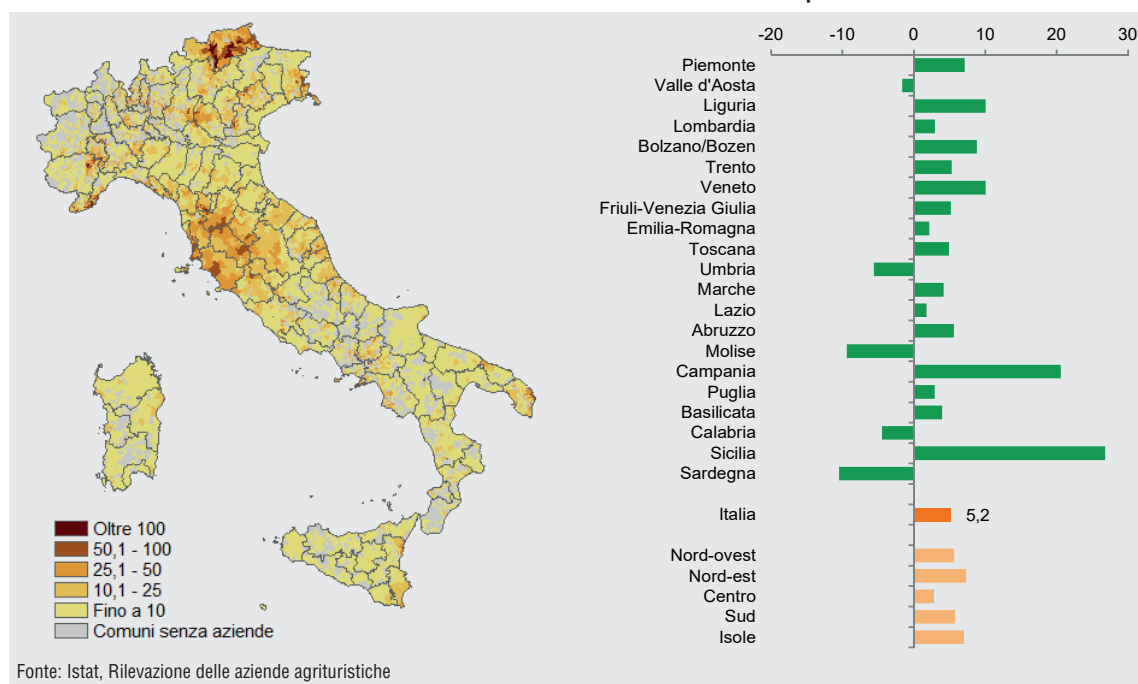 -20 -10 0 10 20 30
Piemonte
Valle d'Aosta
Liguria
Lombardia
Bolzano/Bozen
Trento
Veneto
Friuli-Venezia Giulia
Emilia-Romagna
Toscana
Umbria
Marche
Lazio
Abruzzo
Molise
Campania
Puglia
Basilicata
Calabria
Sicilia
Sardegna
Italia 5,2
Nord-ovest
Nord-est
Centro
Sud
Isole
Oltre 100
50,1 - 100
25,1 - 50
10,1 - 25
Fino a 10
Comuni senza aziende
Fonte: Istat, Rilevazione delle aziende agrituristiche